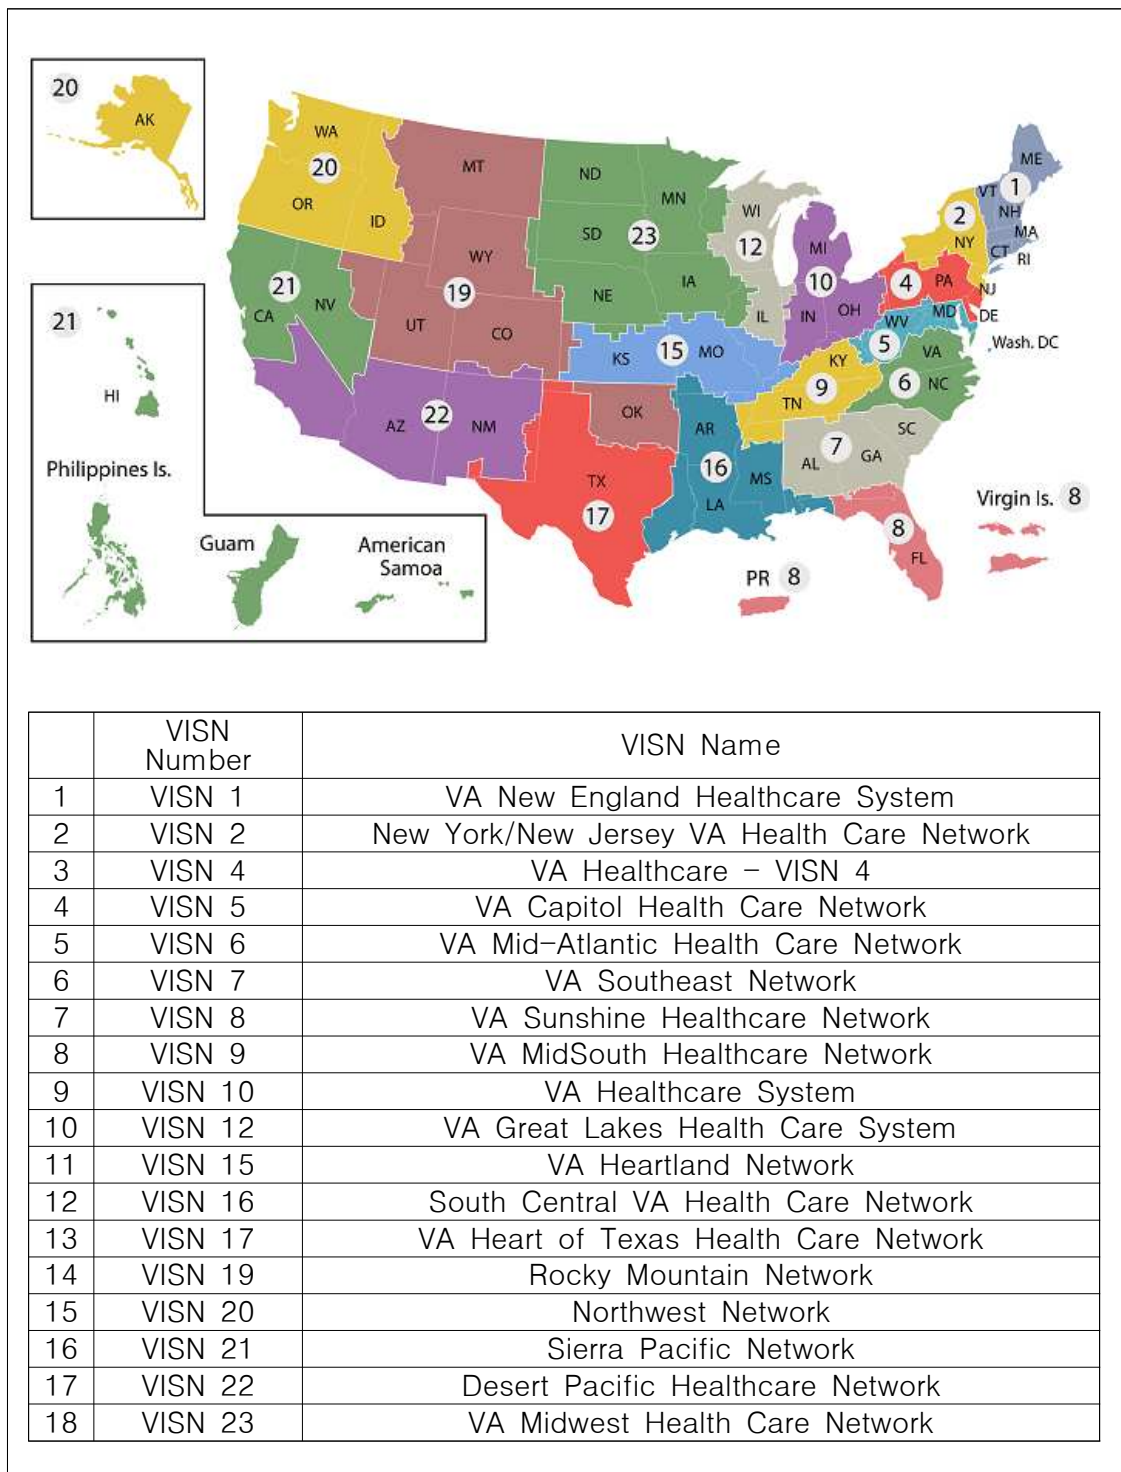 20
AK
WA
20
OR
ID
MT
WY
19
UT
CO
ND
MN
SD
23
NE
IA
WI
12
IL
MI
10
IN
OH
ME
VT
1
NH
MA
CT
RI
2
NY
4
PA
NJ
DE
MD
WV
5
Wash. DC
VA
6
NC
KY
9
TN
KS
15
MO
21
CA
NV
AZ
22
NM
OK
TX
17
AR
16
MS
LA
SC
7
AL
GA
8
FL
Virgin Is. 8
PR 8
21
HI
Philippines Is.
Guam
American
Samoa
VISN
Number
VISN Name
1 VISN 1 VA New England Healthcare System
2 VISN 2 New York/New Jersey VA Health Care Network
3 VISN 4 VA Healthcare - VISN 4
4 VISN 5 VA Capitol Health Care Network
5 VISN 6 VA Mid-Atlantic Health Care Network
6 VISN 7 VA Southeast Network
7 VISN 8 VA Sunshine Healthcare Network
8 VISN 9 VA MidSouth Healthcare Network
9 VISN 10 VA Healthcare System
10 VISN 12 VA Great Lakes Health Care System
11 VISN 15 VA Heartland Network
12 VISN 16 South Central VA Health Care Network
13 VISN 17 VA Heart of Texas Health Care Network
14 VISN 19 Rocky Mountain Network
15 VISN 20 Northwest Network
16 VISN 21 Sierra Pacific Network
17 VISN 22 Desert Pacific Healthcare Network
18 VISN 23 VA Midwest Health Care Network